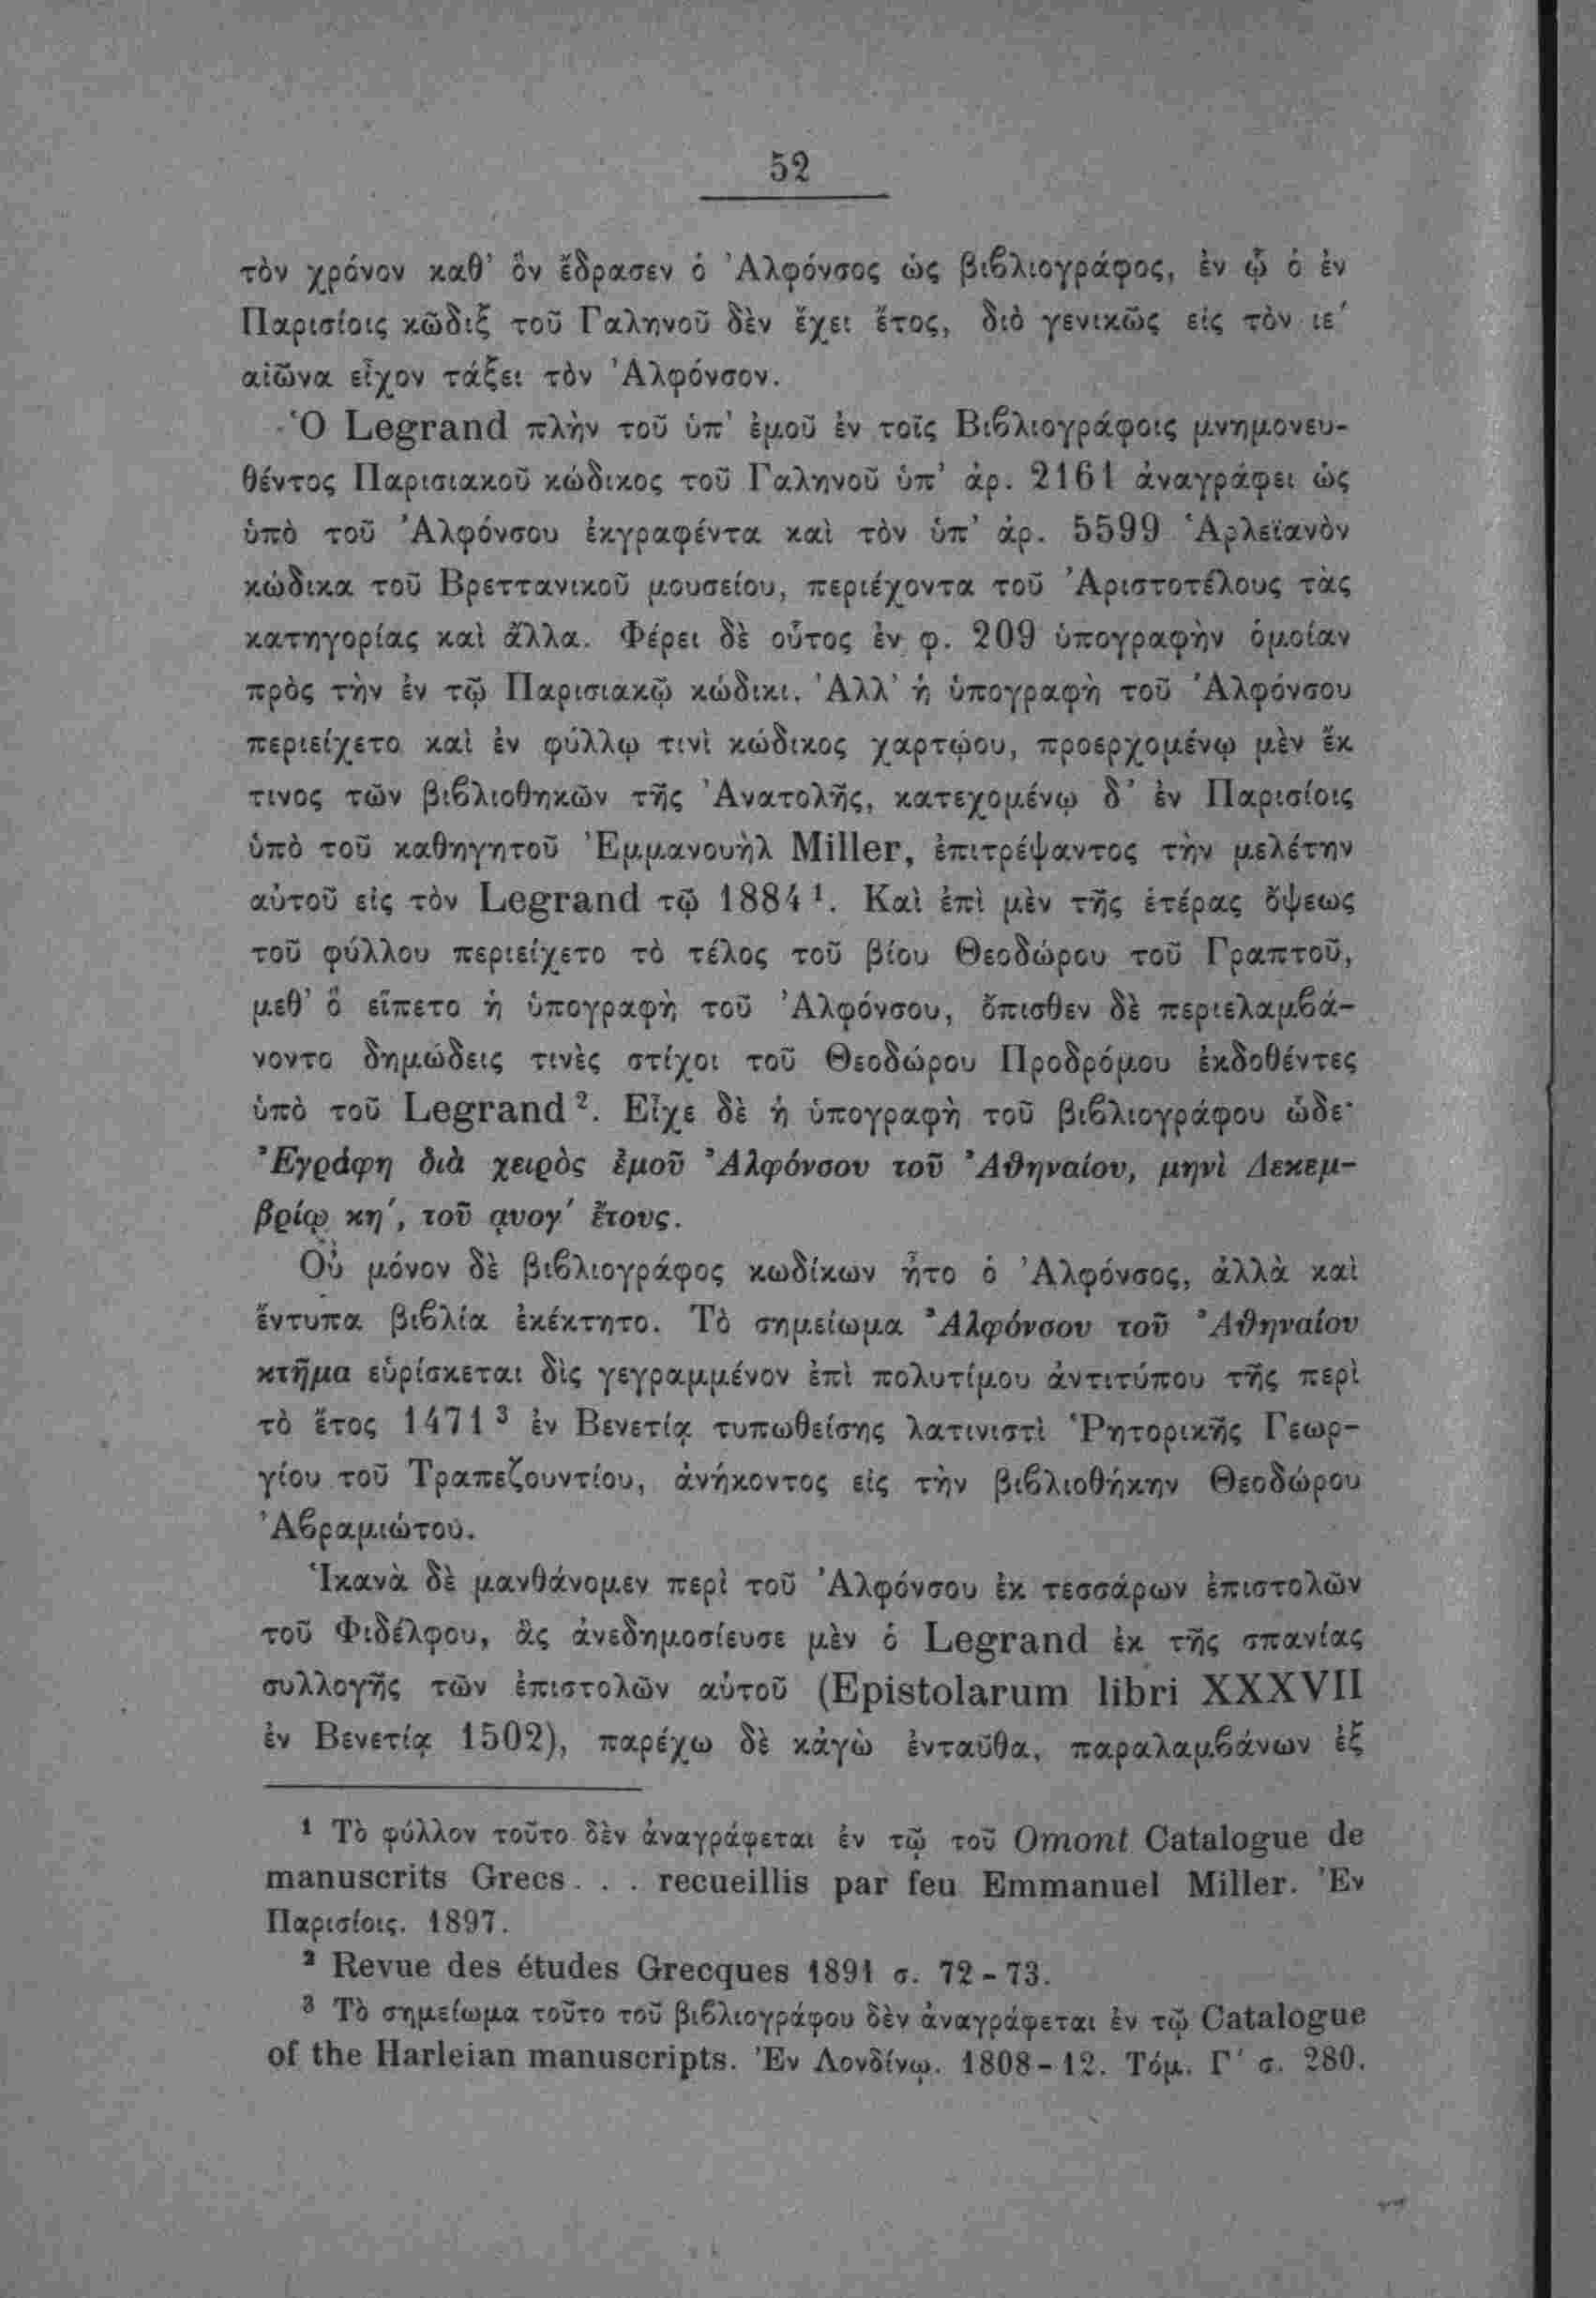 52
τὸν χρόνον καθ' ὃν ἔδρασεν ὁ Ἀλφόνσος ὡς βιβλιογράφος, ἐν ᾧ ὁ ἐν
Παρισίοις κῶδιξ τοῦ Γαληνοῦ δὲν ἔχει ἔτος, διὸ γενικῶς εἰς τὸν ιε'
αἰῶνα εἶχον τάξει τὸν Ἀλφόνσον.
Ὁ Legrand πλὴν τοῦ ὑπ' ἐμοῦ ἐν τοῖς Βιβλιογράφοις μνημονευ-
θέντος Παρισιακοῦ κώδικος τοῦ Γαληνοῦ ὑπ' ἀρ. 2161 ἀναγράφει ὡς
ὑπὸ τοῦ Ἀλφόνσου ἐκγραφέντα καὶ τὸν ὑπ' ἀρ. 5599 Ἁρλεϊανὸν
κώδικα τοῦ Βρεττανικοῦ μουσείου, περιέχοντα τοῦ Ἀριστοτέλους τὰς
κατηγορίας καὶ ἄλλα. Φέρει δὲ οὗτος ἐν φ. 209 ὑπογραφὴν ὁμοίαν
πρὸς τὴν ἐν τῷ Παρισιακῷ κώδικι. Ἀλλ' ἡ ὑπογραφὴ τοῦ Ἀλφόνσου
περιείχετο καὶ ἐν φύλλῳ τινὶ κώδικος χαρτῴου, προερχομένῳ μὲν ἔκ
τινος τῶν βιβλιοθηκῶν τῆς Ἀνατολῆς, κατεχομένῳ δ' ἐν Παρισίοις
ὑπὸ τοῦ καθηγητοῦ Ἐμμανουὴλ Miller, ἐπιτρέψαντος τὴν μελέτην
αὐτοῦ εἰς τὸν Legrand τῷ 1884 ¹. Καὶ ἐπὶ μὲν τῆς ἑτέρας ὄψεως
τοῦ φύλλου περιείχετο τὸ τέλος τοῦ βίου Θεοδώρου τοῦ Γραπτοῦ,
μεθ' ὃ εἵπετο ἡ ὑπογραφὴ τοῦ Ἀλφόνσου, ὄπισθεν δὲ περιελαμβά-
νοντο δημώδεις τινὲς στίχοι τοῦ Θεοδώρου Προδρόμου ἐκδοθέντες
ὑπὸ τοῦ Legrand ². Εἶχε δὲ ἡ ὑπογραφὴ τοῦ βιβλιογράφου ὧδε·
Ἐγράφη διὰ χειρὸς ἐμοῦ Ἀλφόνσου τοῦ Ἀθηναίου, μηνὶ Δεκεμ-
βρίῳ κη', τοῦ ͵αυογ' ἔτους.
Οὐ μόνον δὲ βιβλιογράφος κωδίκων ἦτο ὁ Ἀλφόνσος, ἀλλὰ καὶ
ἔντυπα βιβλία ἐκέκτητο. Τὸ σημείωμα Ἀλφόνσου τοῦ Ἀθηναίου
κτῆμα εὑρίσκεται δὶς γεγραμμένον ἐπὶ πολυτίμου ἀντιτύπου τῆς περὶ
τὸ ἔτος 1471 ³ ἐν Βενετίᾳ τυπωθείσης λατινιστὶ Ῥητορικῆς Γεωρ-
γίου τοῦ Τραπεζουντίου, ἀνήκοντος εἰς τὴν βιβλιοθήκην Θεοδώρου
Ἀβραμιώτου.
Ἱκανὰ δὲ μανθάνομεν περὶ τοῦ Ἀλφόνσου ἐκ τεσσάρων ἐπιστολῶν
τοῦ Φιδέλφου, ἃς ἀνεδημοσίευσε μὲν ὁ Legrand ἐκ τῆς σπανίας
συλλογῆς τῶν ἐπιστολῶν αὐτοῦ (Epistolarum libri XXXVII
ἐν Βενετίᾳ 1502), παρέχω δὲ κἀγὼ ἐνταῦθα, παραλαμβάνων ἐξ
¹ Τὸ φύλλον τοῦτο δὲν ἀναγράφεται ἐν τῷ τοῦ Omont Catalogue de
manuscrits Grecs . . . recueillis par feu Emmanuel Miller. Ἐν
Παρισίοις. 1897.
² Revue des études Grecques 1891 σ. 72-73.
³ Τὸ σημείωμα τοῦτο τοῦ βιβλιογράφου δὲν ἀναγράφεται ἐν τῷ Catalogue
of the Harleian manuscripts. Ἐν Λονδίνῳ. 1808-12. Τόμ. Γ' σ. 280.